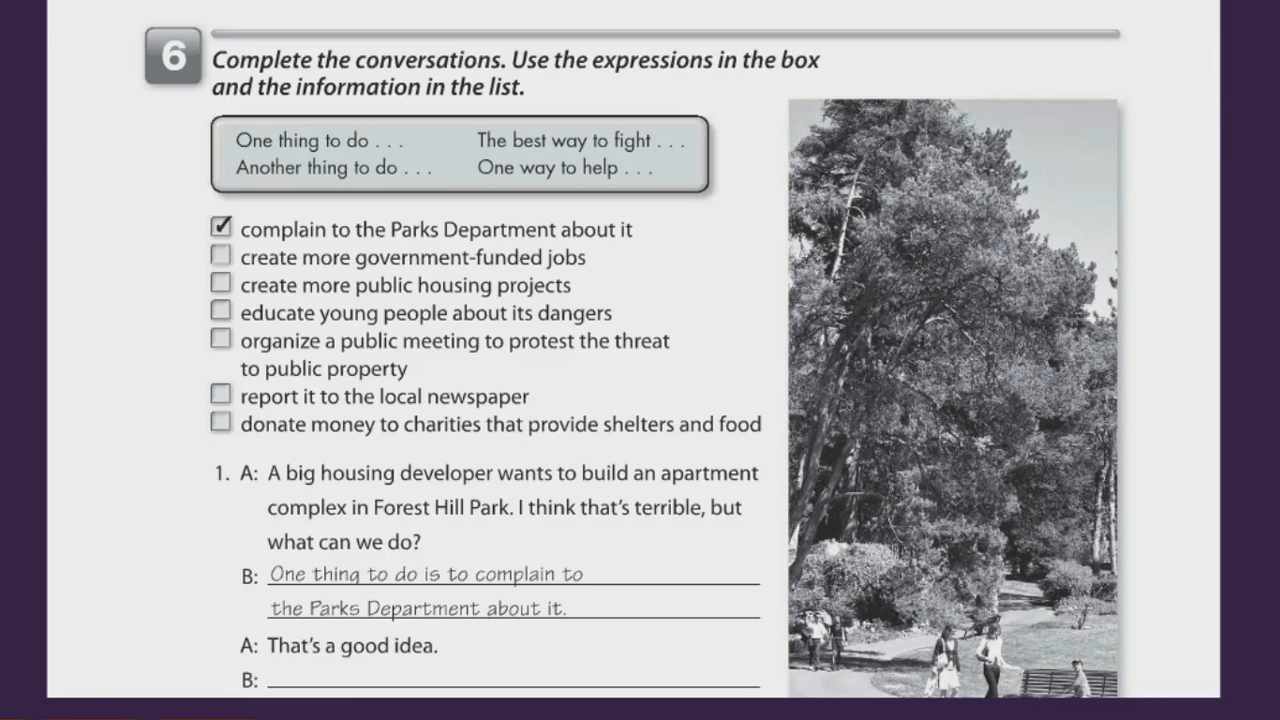 6
Complete the conversations. Use the expressions in the box
and the information in the list.
One thing to do . . .
The best way to fight . . .
Another thing to do . . .
One way to help . . .
complain to the Parks Department about it
create more government-funded jobs
create more public housing projects
educate young people about its dangers
organize a public meeting to protest the threat
to public property
report it to the local newspaper
donate money to charities that provide shelters and food
1. A: A big housing developer wants to build an apartment
complex in Forest Hill Park. I think that's terrible, but
what can we do?
B: One thing to do is to complain to
the Parks Department about it.
A: That's a good idea.
B: